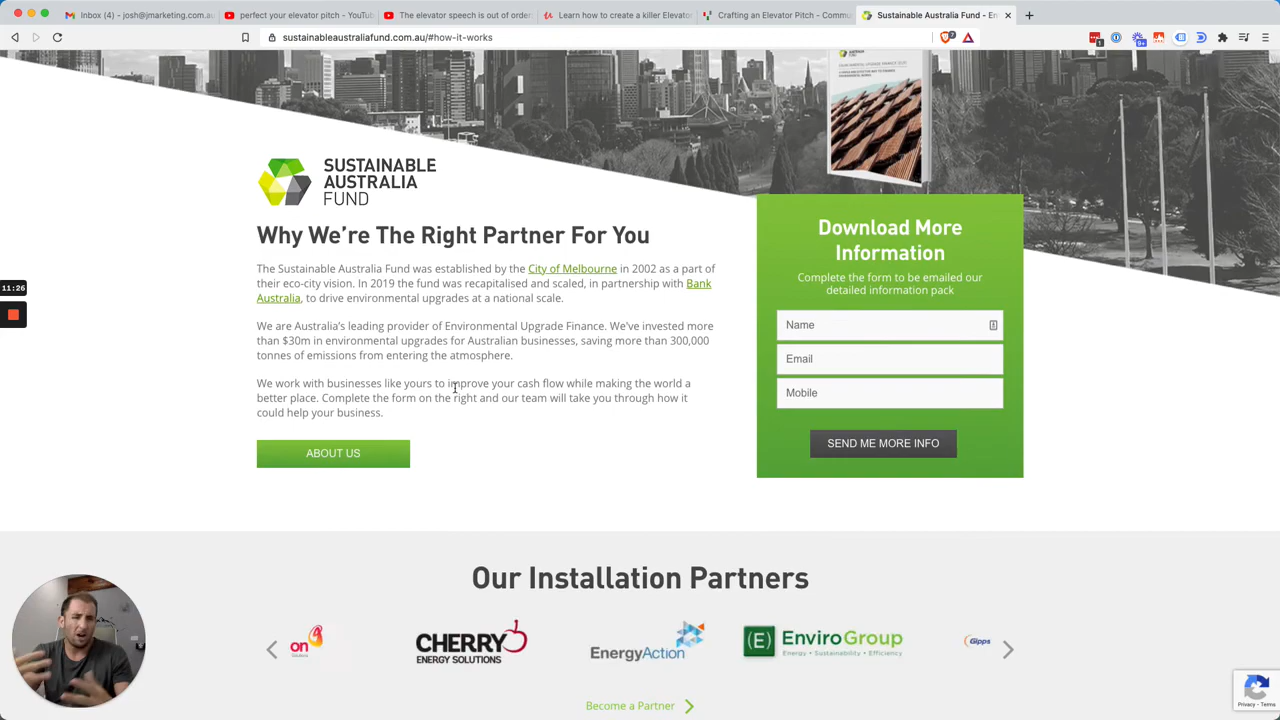 Inbox (4) - josh@jmarketing.com.au
perfect your elevator pitch - YouTu
The elevator speech is out of order
Learn how to create a killer Elevator
Crafting an Elevator Pitch - Commu
Sustainable Australia Fund - En
sustainableaustraliafund.com.au/#how-it-works
SUSTAINABLE
AUSTRALIA
FUND
Why We're The Right Partner For You
The Sustainable Australia Fund was established by the City of Melbourne in 2002 as a part of
their eco-city vision. In 2019 the fund was recapitalised and scaled, in partnership with Bank
Australia, to drive environmental upgrades at a national scale.
We are Australia's leading provider of Environmental Upgrade Finance. We've invested more
than $30m in environmental upgrades for Australian businesses, saving more than 300,000
tonnes of emissions from entering the atmosphere.
We work with businesses like yours to improve your cash flow while making the world a
better place. Complete the form on the right and our team will take you through how it
could help your business.
ABOUT US
Download More
Information
Complete the form to be emailed our
detailed information pack
Name
Email
Mobile
SEND ME MORE INFO
11:26
Our Installation Partners
on
CHERRY
ENERGY SOLUTIONS
EnergyAction
(E) EnviroGroup
Energy • Sustainability • Efficiency
Gipps
Become a Partner
Privacy - Terms